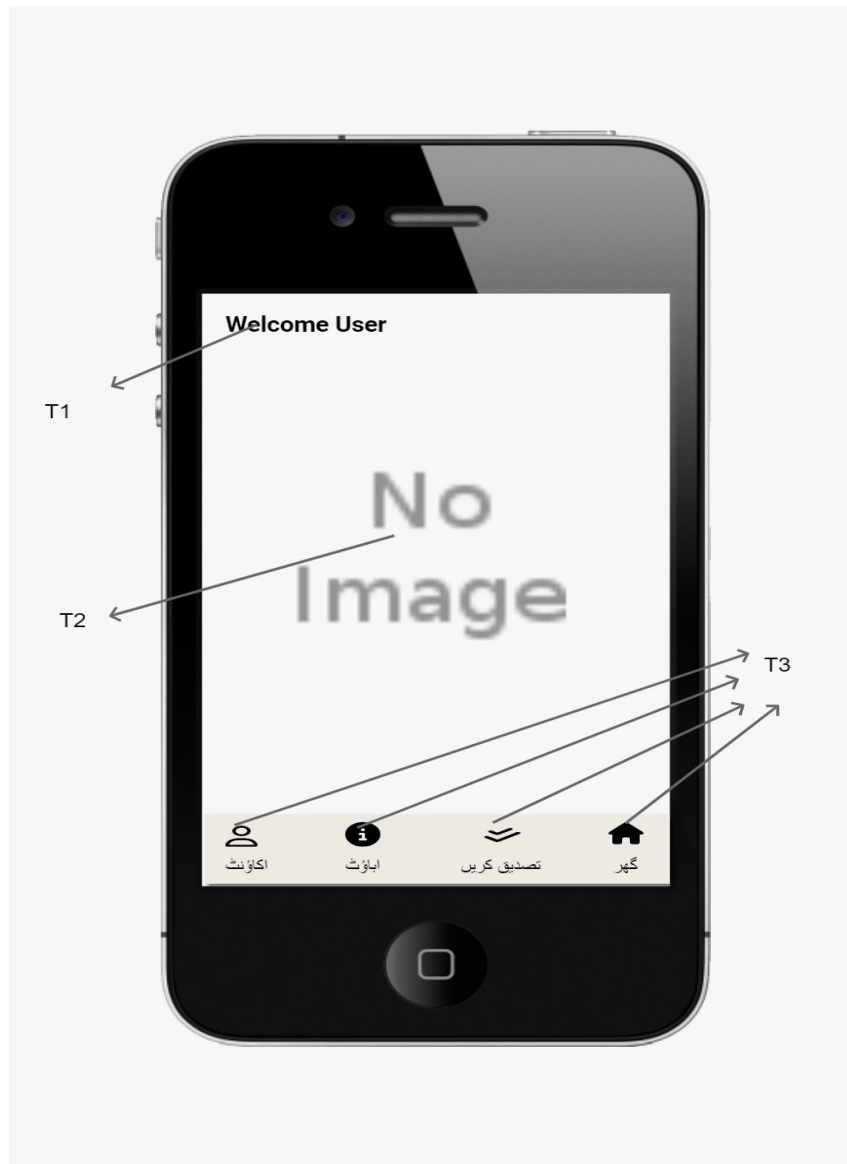 Welcome User
T1
No
Image
T2
T3
گھر
تصدیق کریں
اباؤٹ
اکاؤنٹ